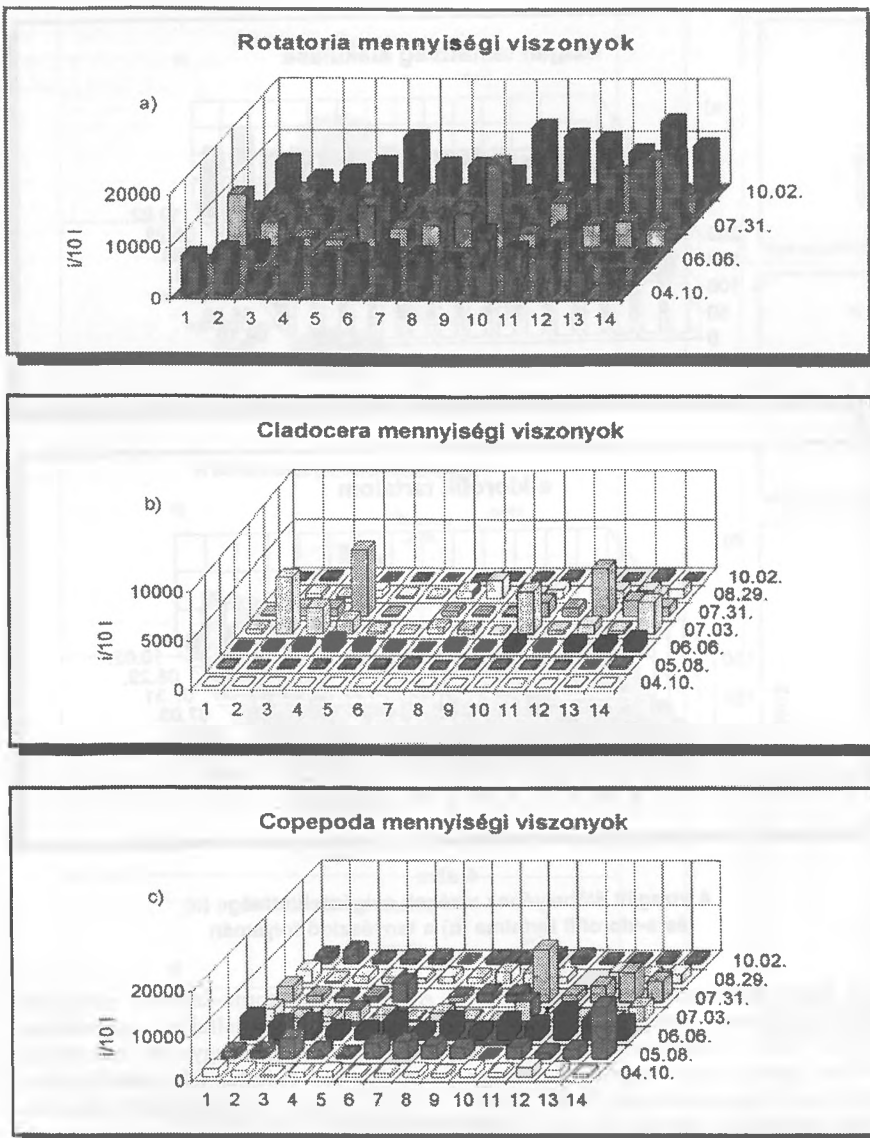 Rotatoria mennyiségi viszonyok
a)
20000
10000
0
i/10 l
1 2 3 4 5 6 7 8 9 10 11 12 13 14
10.02.
07.31.
06.06.
04.10.
Cladocera mennyiségi viszonyok
b)
10000
5000
0
i/10 l
1 2 3 4 5 6 7 8 9 10 11 12 13 14
10.02.
08.29.
07.31.
07.03.
06.06.
05.08.
04.10.
Copepoda mennyiségi viszonyok
c)
20000
10000
0
i/10 l
1 2 3 4 5 6 7 8 9 10 11 12 13 14
10.02.
08.29.
07.31.
07.03.
06.06.
05.08.
04.10.